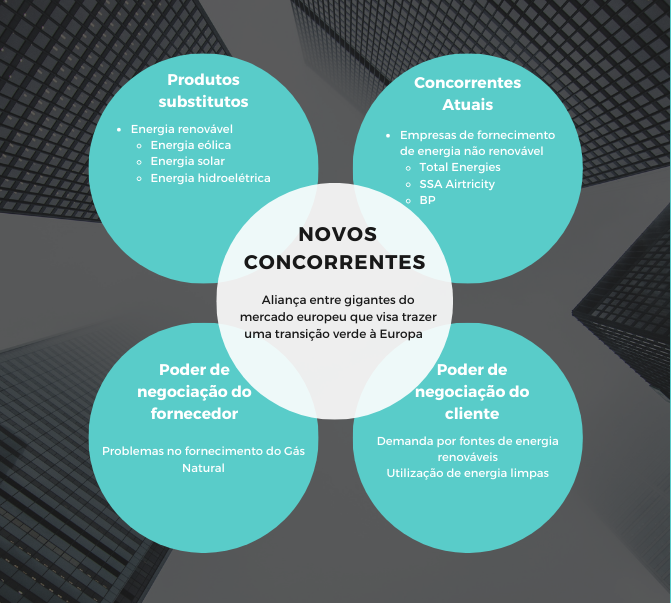 Produtos
substitutos
Energia renovável
Energia eólica
Energia solar
Energia hidroelétrica
Concorrentes
Atuais
Empresas de fornecimento
de energia não renovável
Total Energies
SSA Airtricity
BP
NOVOS
CONCORRENTES
Aliança entre gigantes do
mercado europeu que visa trazer
uma transição verde à Europa
Poder de
negociação do
fornecedor
Problemas no fornecimento do Gás
Natural
Poder de
negociação do
cliente
Demanda por fontes de energia
renováveis
Utilização de energia limpas